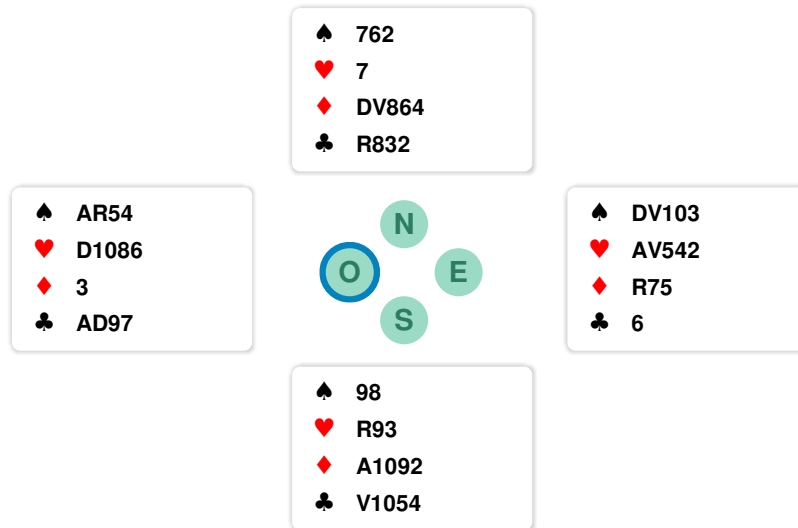 ♠ 762
♥ 7
♦ DV864
♣ R832
♠ AR54
♥ D1086
♦ 3
♣ AD97
N
O E
S
♠ DV103
♥ AV542
♦ R75
♣ 6
♠ 98
♥ R93
♦ A1092
♣ V1054